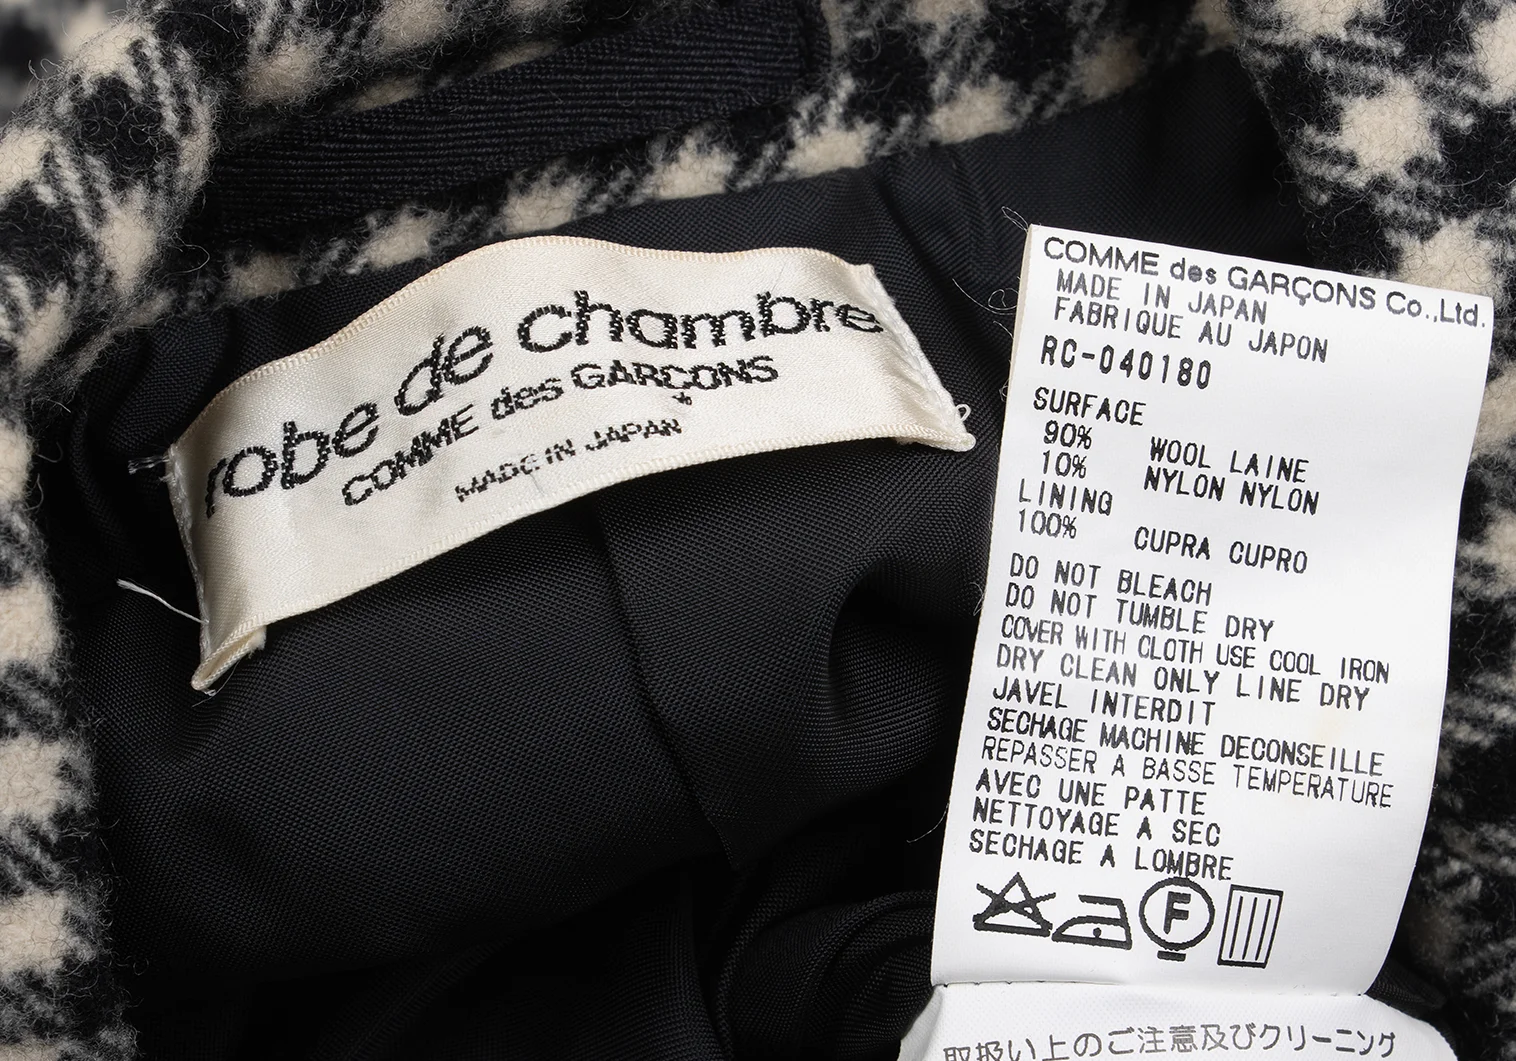 robe de chambre
COMME des GARÇONS
MADE IN JAPAN
COMME des GARÇONS Co.,Ltd.
MADE IN JAPAN
FABRIQUE AU JAPON
RC-040180
SURFACE
90% WOOL LAINE
10% NYLON NYLON
LINING
100% CUPRA CUPRO
DO NOT BLEACH
DO NOT TUMBLE DRY
COVER WITH CLOTH USE COOL IRON
DRY CLEAN ONLY LINE DRY
JAVEL INTERDIT
SECHAGE MACHINE DECONSEILLE
REPASSER A BASSE TEMPERATURE
AVEC UNE PATTE
NETTOYAGE A SEC
SECHAGE A LOMBRE
F
取扱い上のご注意及びクリーニング